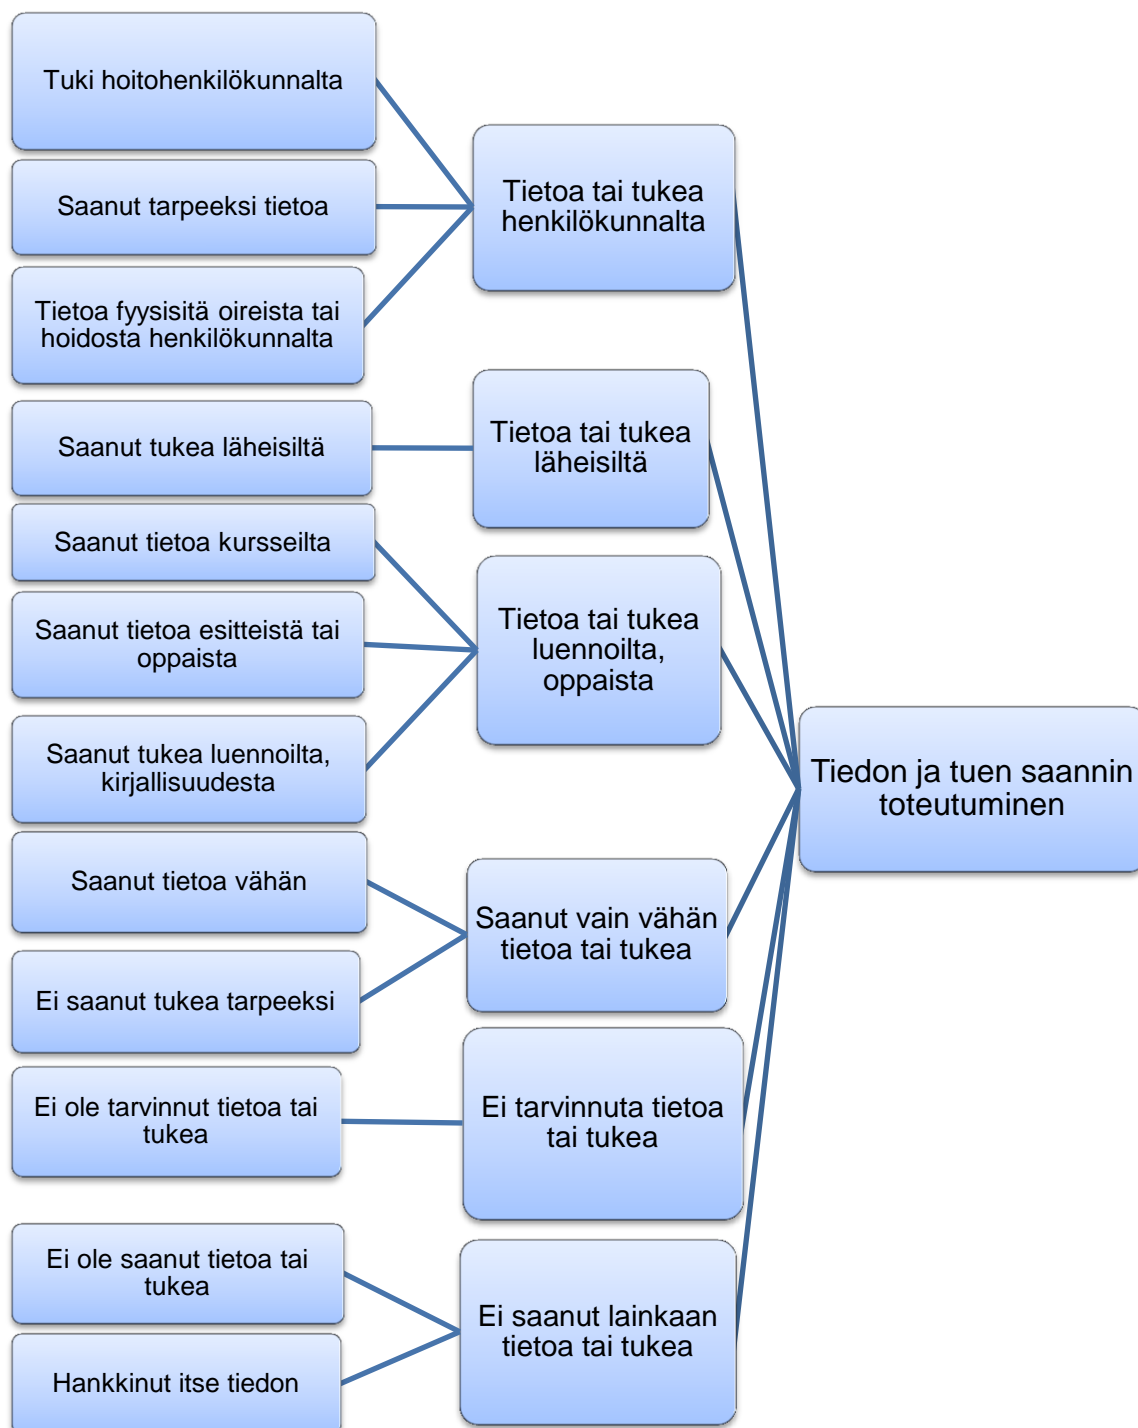 Tuki hoitohenkilökunnalta
Saanut tarpeeksi tietoa
Tietoa fyysisitä oireista tai
hoidosta henkilökunnalta
Tietoa tai tukea
henkilökunnalta
Saanut tukea läheisiltä
Tietoa tai tukea
läheisiltä
Saanut tietoa kursseilta
Saanut tietoa esitteistä tai
oppaista
Saanut tukea luennoilta,
kirjallisuudesta
Tietoa tai tukea
luennoilta,
oppaista
Saanut tietoa vähän
Ei saanut tukea tarpeeksi
Saanut vain vähän
tietoa tai tukea
Ei ole tarvinnut tietoa tai
tukea
Ei tarvinnuta tietoa
tai tukea
Ei ole saanut tietoa tai
tukea
Hankkinut itse tiedon
Ei saanut lainkaan
tietoa tai tukea
Tiedon ja tuen saannin
toteutuminen